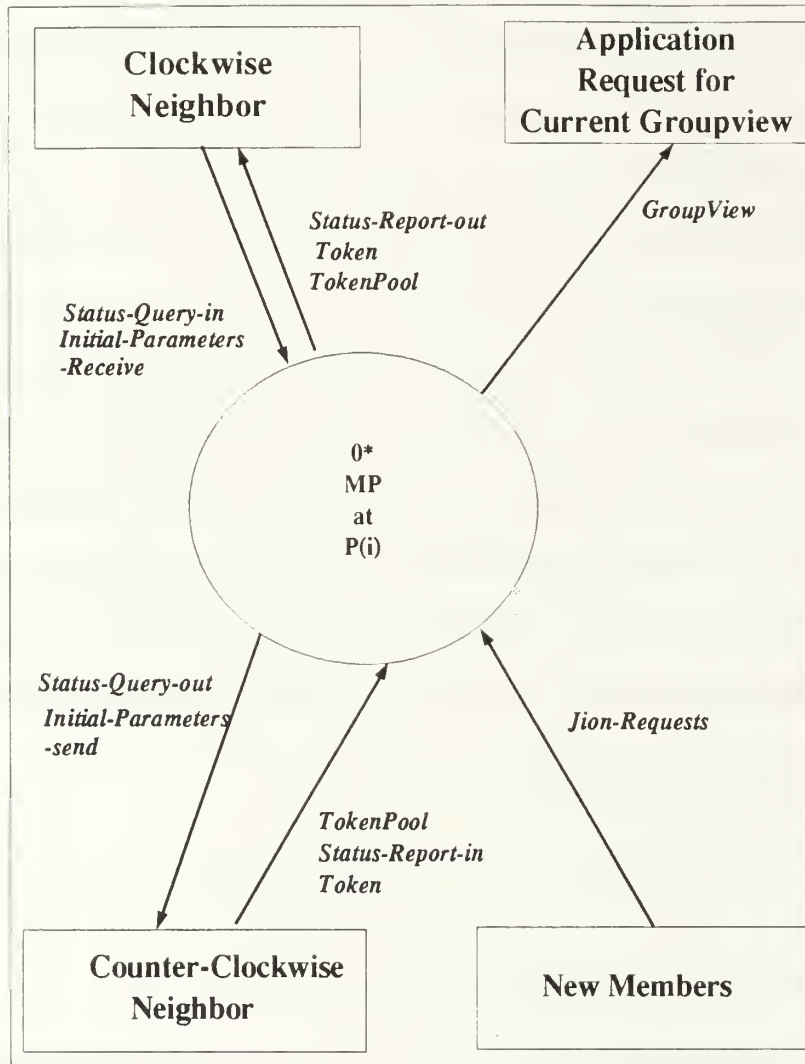 Clockwise
Neighbor
Application
Request for
Current Groupview
Status-Report-out
Token
TokenPool
GroupView
Status-Query-in
Initial-Parameters
-Receive
0*
MP
at
P(i)
Status-Query-out
Initial-Parameters
-send
Jion-Requests
TokenPool
Status-Report-in
Token
Counter-Clockwise
Neighbor
New Members